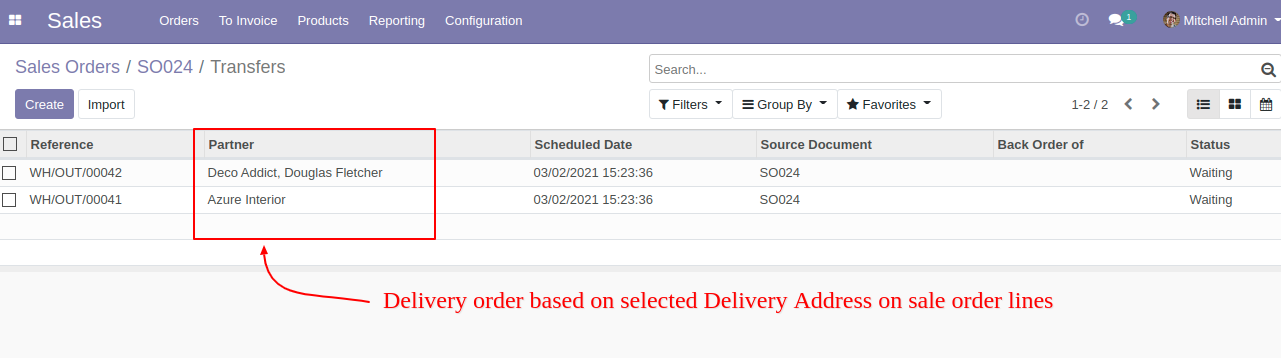 Sales Orders To Invoice Products Reporting Configuration 1 Mitchell Admin
Sales Orders / SO024 / Transfers
Search...
Create Import Filters Group By Favorites 1-2 / 2
Reference Partner Scheduled Date Source Document Back Order of Status
WH/OUT/00042 Deco Addict, Douglas Fletcher 03/02/2021 15:23:36 SO024 Waiting
WH/OUT/00041 Azure Interior 03/02/2021 15:23:36 SO024 Waiting
Delivery order based on selected Delivery Address on sale order lines